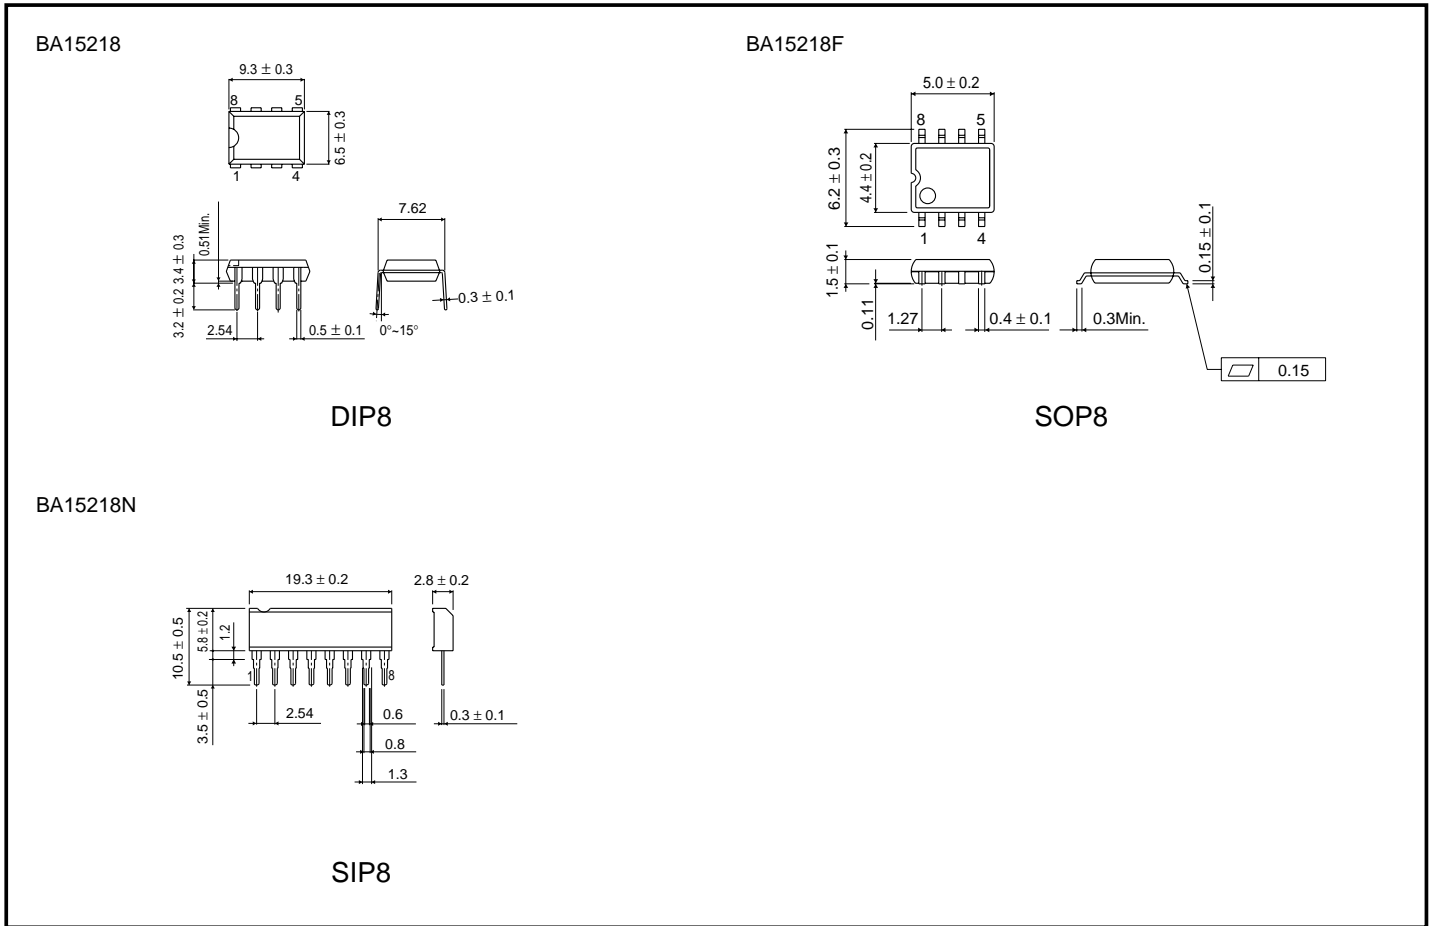 BA15218
9.3 ± 0.3
8 5
6.5 ± 0.3
1 4
0.51Min.
3.2 ± 0.2 3.4 ± 0.3
7.62
0.3 ± 0.1
2.54
0.5 ± 0.1
0°~15°
DIP8
BA15218F
5.0 ± 0.2
8 5
6.2 ± 0.3
4.4 ± 0.2
1 4
1.5 ± 0.1
0.11
1.27
0.4 ± 0.1
0.3Min.
0.15 ± 0.1
0.15
SOP8
BA15218N
19.3 ± 0.2
2.8 ± 0.2
10.5 ± 0.5
5.8 ± 0.2
1.2
1 8
3.5 ± 0.5
2.54
0.6
0.3 ± 0.1
0.8
1.3
SIP8